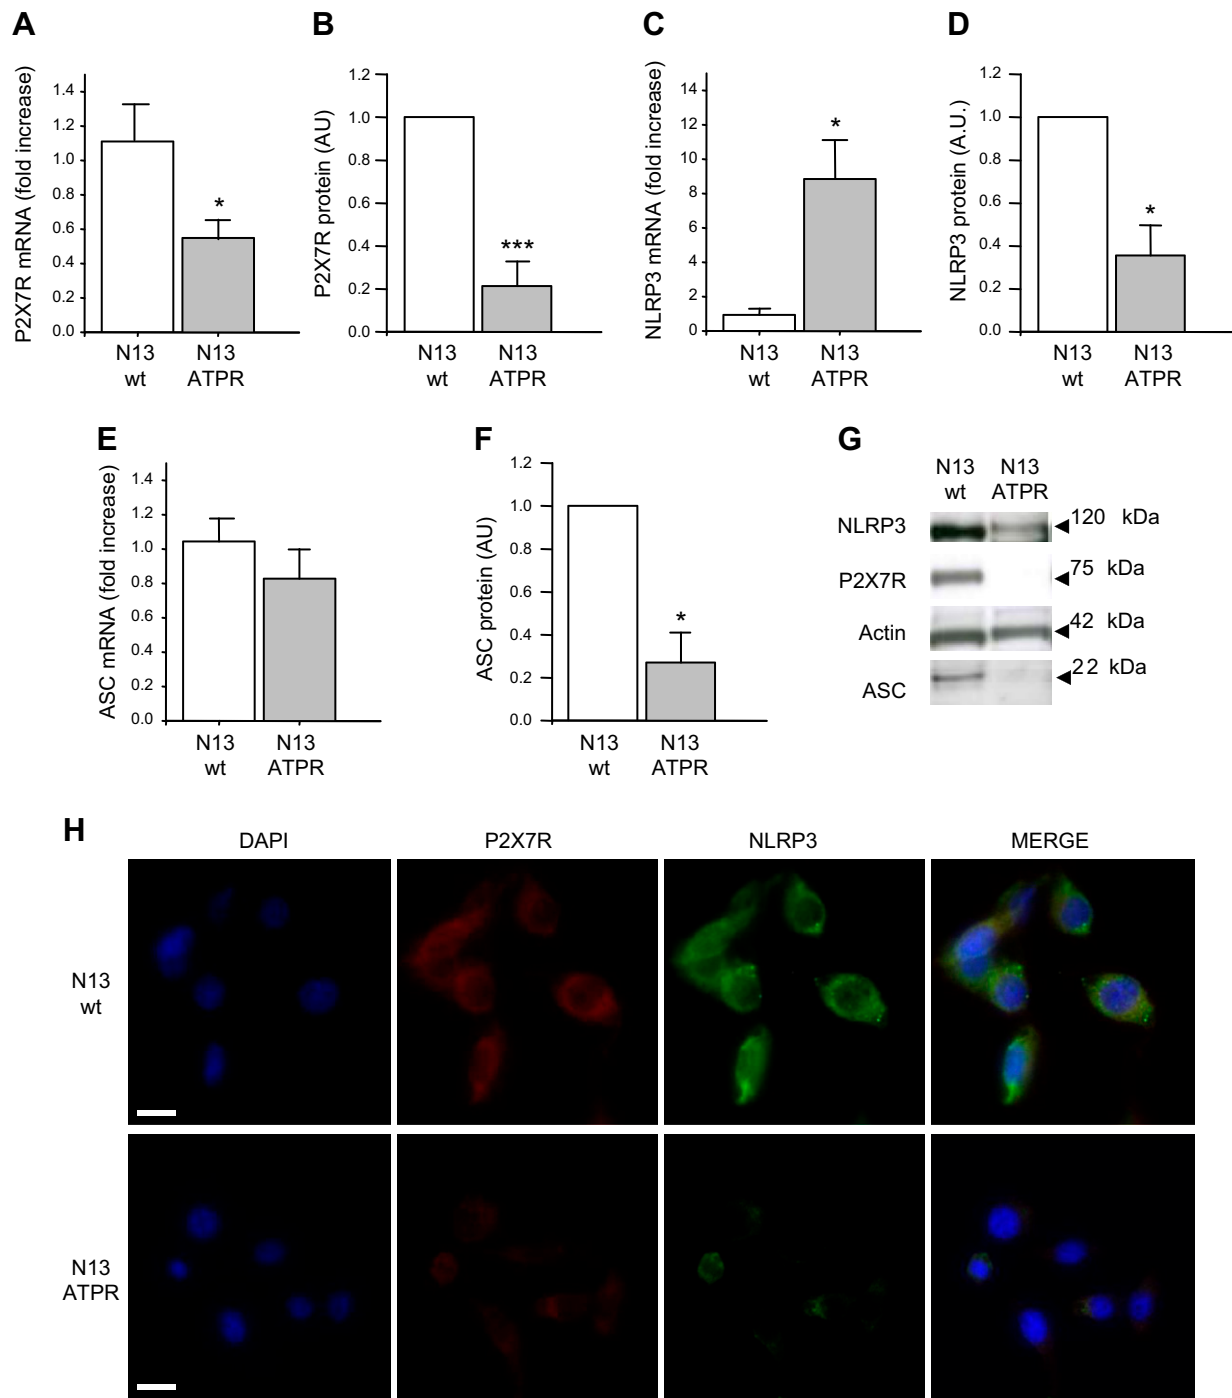 A
B
C
D
P2X7R mRNA (fold increase)
1.4
1.2
1.0
0.8
0.6
0.4
0.2
0.0
*
N13
wt
N13
ATPR
P2X7R protein (AU)
1.2
1.0
0.8
0.6
0.4
0.2
0.0
***
N13
wt
N13
ATPR
NLRP3 mRNA (fold increase)
14
12
10
8
6
4
2
0
*
N13
wt
N13
ATPR
NLRP3 protein (A.U.)
1.2
1.0
0.8
0.6
0.4
0.2
0.0
*
N13
wt
N13
ATPR
E
F
G
ASC mRNA (fold increase)
1.4
1.2
1.0
0.8
0.6
0.4
0.2
0.0
N13
wt
N13
ATPR
ASC protein (AU)
1.2
1.0
0.8
0.6
0.4
0.2
0.0
*
N13
wt
N13
ATPR
N13
wt
N13
ATPR
NLRP3
120 kDa
P2X7R
75 kDa
Actin
42 kDa
ASC
22 kDa
H
DAPI
P2X7R
NLRP3
MERGE
N13
wt
N13
ATPR